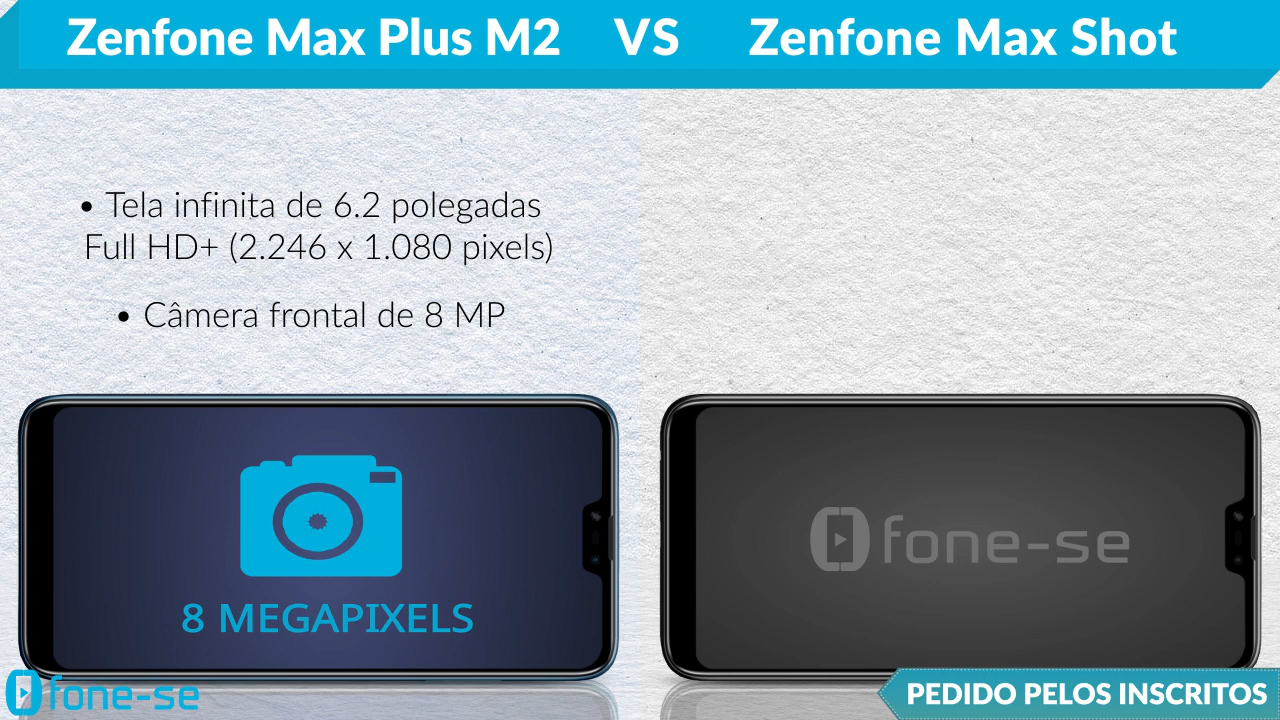 Zenfone Max Plus M2 VS Zenfone Max Shot
• Tela infinita de 6.2 polegadas
Full HD+ (2.246 x 1.080 pixels)
• Câmera frontal de 8 MP
8 MEGAPIXELS
fone-se
fone-se
PEDIDO PELOS INSCRITOS